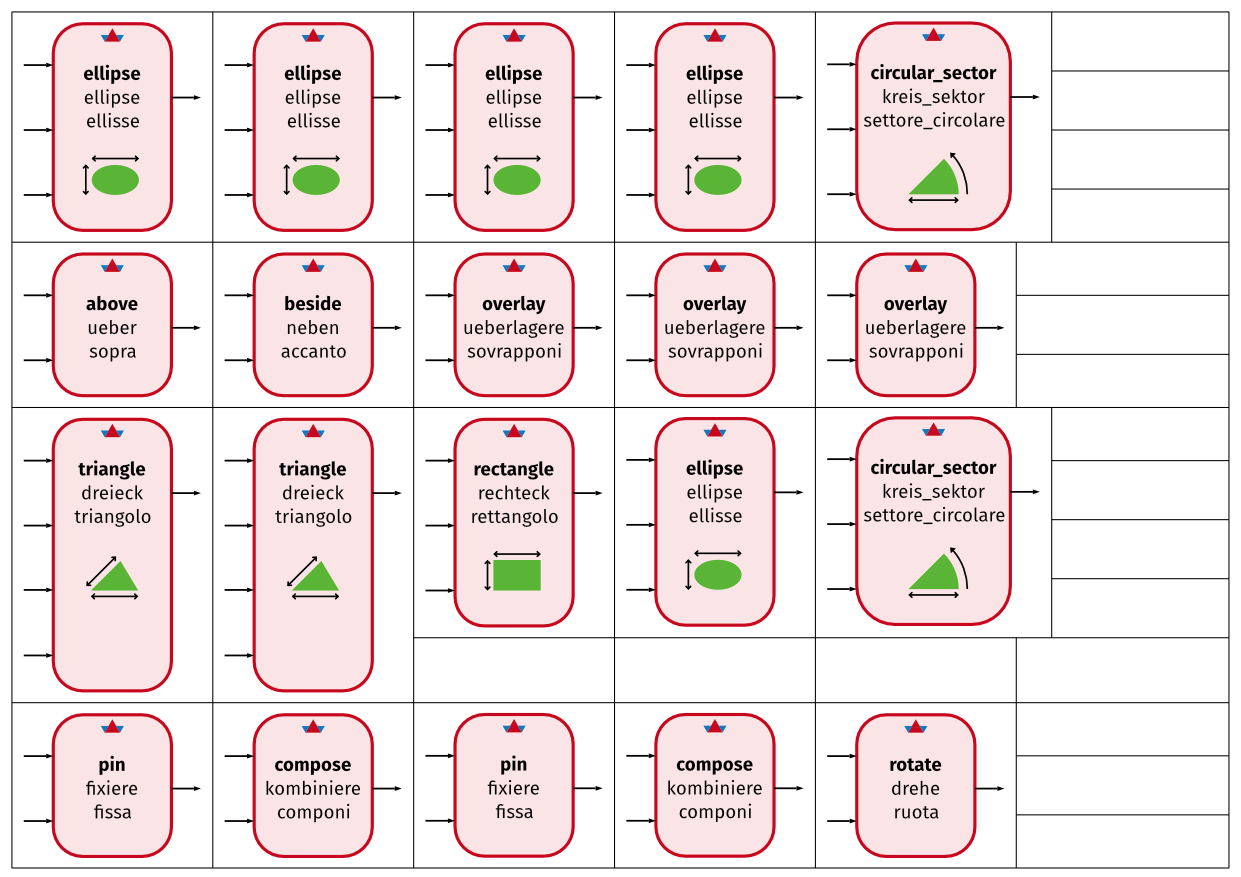 ellipse
ellipse
ellisse
ellipse
ellipse
ellisse
ellipse
ellipse
ellisse
ellipse
ellipse
ellisse
circular_sector
kreis_sektor
settore_circolare
above
ueber
sopra
beside
neben
accanto
overlay
ueberlagere
sovrapponi
overlay
ueberlagere
sovrapponi
overlay
ueberlagere
sovrapponi
triangle
dreieck
triangolo
triangle
dreieck
triangolo
rectangle
rechteck
rettangolo
ellipse
ellipse
ellisse
circular_sector
kreis_sektor
settore_circolare
pin
fixiere
fissa
compose
kombiniere
componi
pin
fixiere
fissa
compose
kombiniere
componi
rotate
drehe
ruota